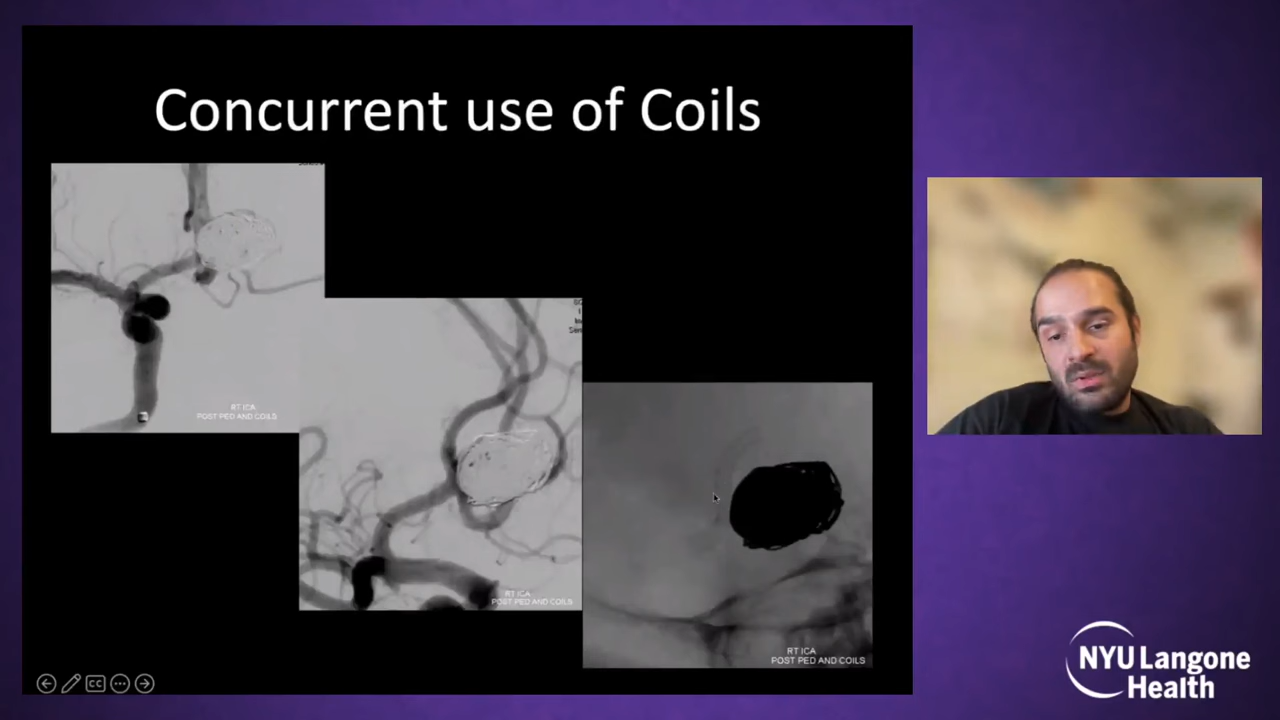 Concurrent use of Coils
RT ICA
POST PED AND COILS
RT ICA
POST PED AND COILS
RT ICA
POST PED AND COILS
CC
NYU Langone
Health